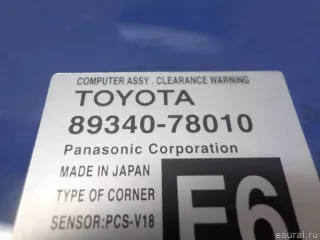 COMPUTER ASSY . CLEARANCE WARNING
TOYOTA
89340-78010
Panasonic Corporation
MADE IN JAPAN
TYPE OF CORNER
SENSOR:PCS-V18
E6
eaural.ru